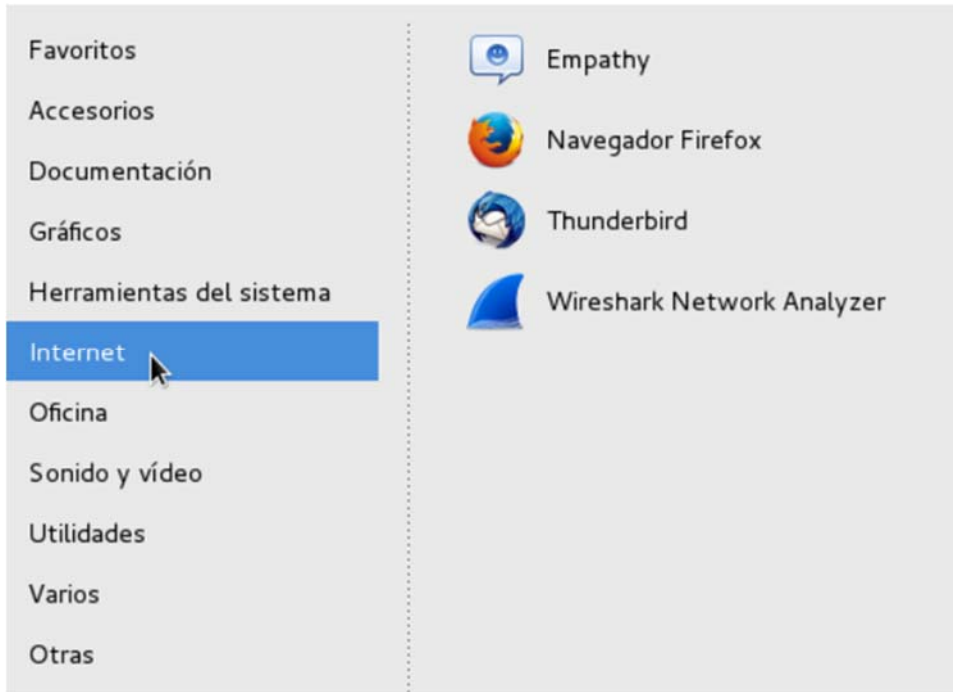 Favoritos
Accesorios
Documentación
Gráficos
Herramientas del sistema
Internet
Oficina
Sonido y vídeo
Utilidades
Varios
Otras
Empathy
Navegador Firefox
Thunderbird
Wireshark Network Analyzer